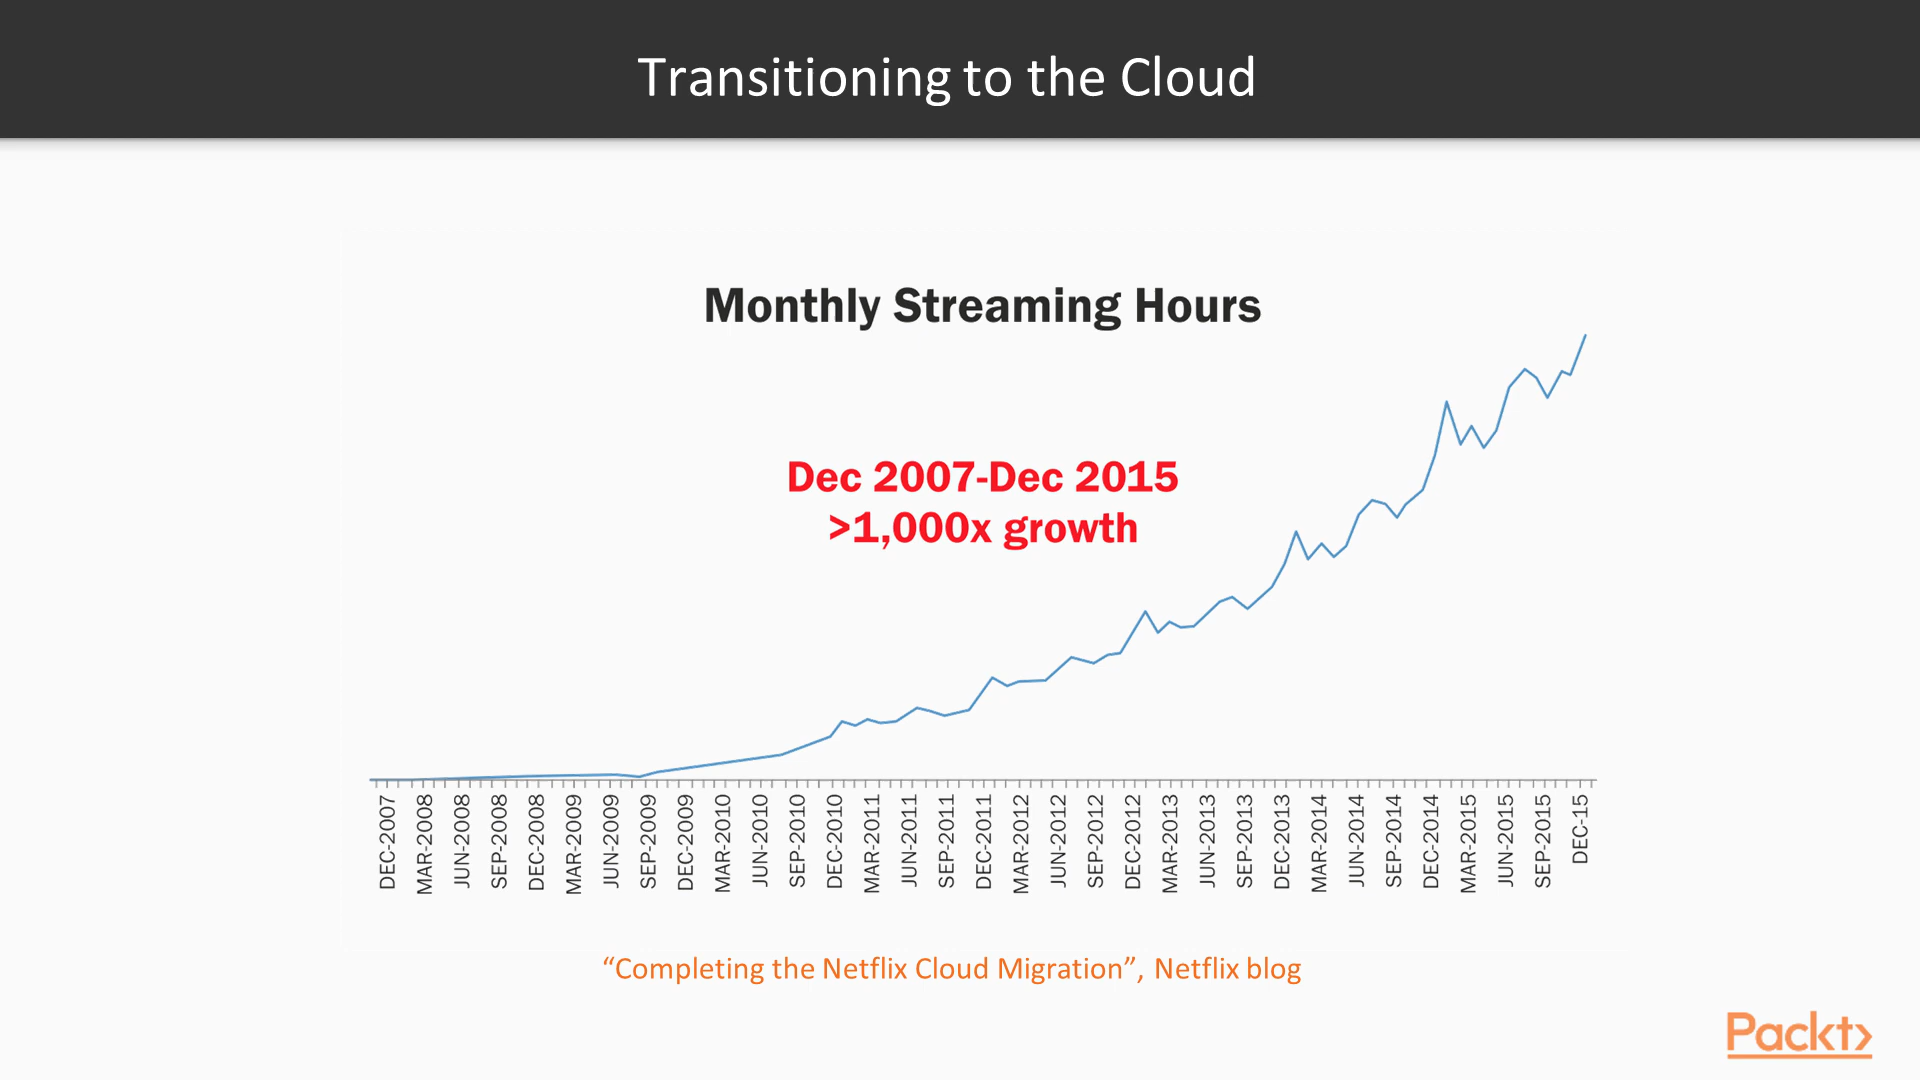 Transitioning to the Cloud
Monthly Streaming Hours
Dec 2007-Dec 2015
>1,000x growth
DEC-2007
MAR-2008
JUN-2008
SEP-2008
DEC-2008
MAR-2009
JUN-2009
SEP-2009
DEC-2009
MAR-2010
JUN-2010
SEP-2010
DEC-2010
MAR-2011
JUN-2011
SEP-2011
DEC-2011
MAR-2012
JUN-2012
SEP-2012
DEC-2012
MAR-2013
JUN-2013
SEP-2013
DEC-2013
MAR-2014
JUN-2014
SEP-2014
DEC-2014
MAR-2015
JUN-2015
SEP-2015
DEC-15
“Completing the Netflix Cloud Migration”, Netflix blog
Packt>